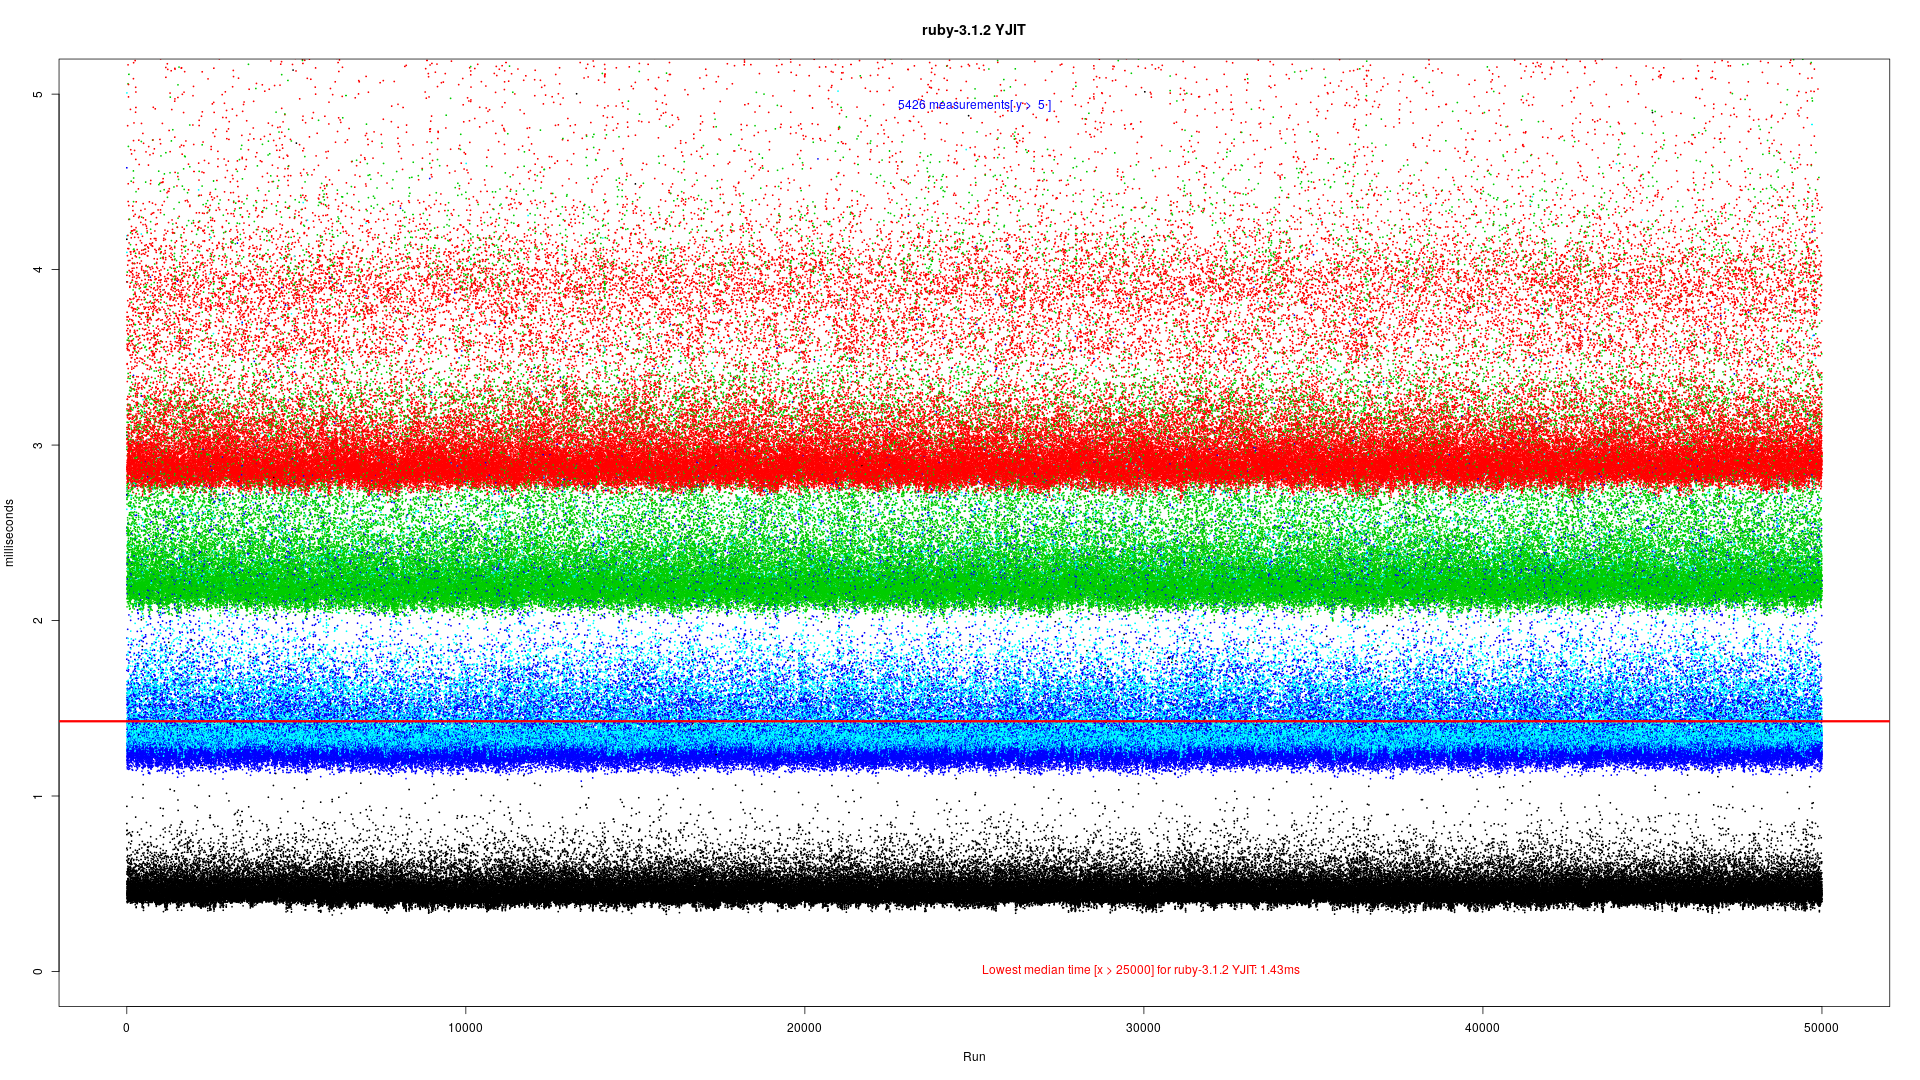 ruby-3.1.2 YJIT
5426 measurements[ y > 5 ]
milliseconds
5
4
3
2
1
0
Lowest median time [x > 25000] for ruby-3.1.2 YJIT: 1.43ms
0 10000 20000 30000 40000 50000
Run